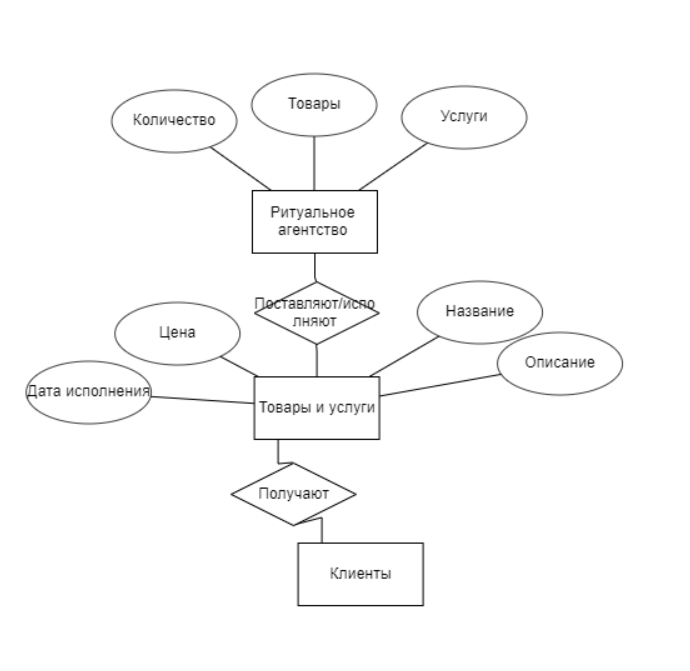 Количество
Товары
Услуги
Ритуальное
агентство
Поставляют/испо
лняют
Название
Цена
Описание
Дата исполнения
Товары и услуги
Получают
Клиенты